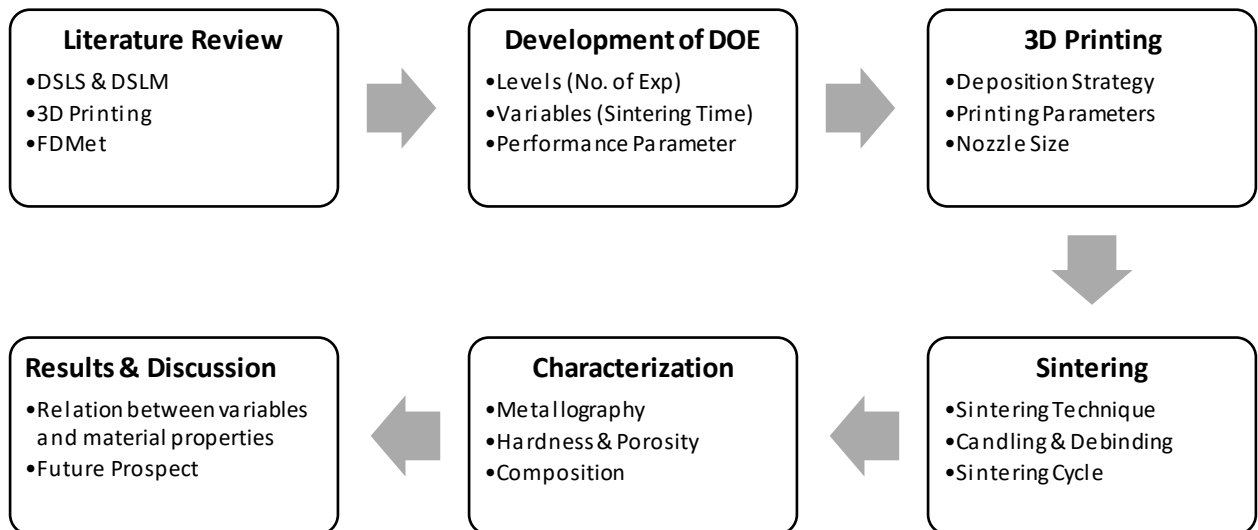 Literature Review
•DSLS & DSLM
•3D Printing
•FDMet
Development of DOE
•Levels (No. of Exp)
•Variables (Sintering Time)
•Performance Parameter
3D Printing
•Deposition Strategy
•Printing Parameters
•Nozzle Size
Sintering
•Sintering Technique
•Candling & Debinding
•Sintering Cycle
Characterization
•Metallography
•Hardness & Porosity
•Composition
Results & Discussion
•Relation between variables
and material properties
•Future Prospect